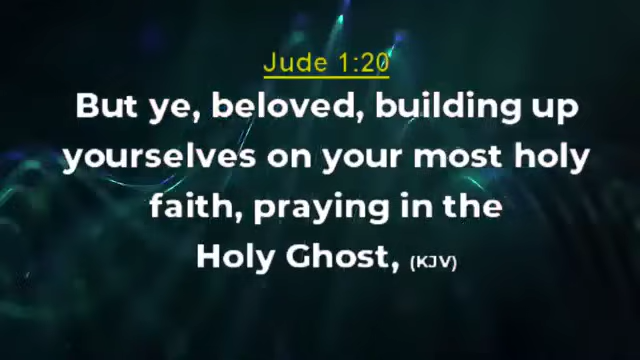 Jude 1:20
But ye, beloved, building up
yourselves on your most holy
faith, praying in the
Holy Ghost, (KJV)